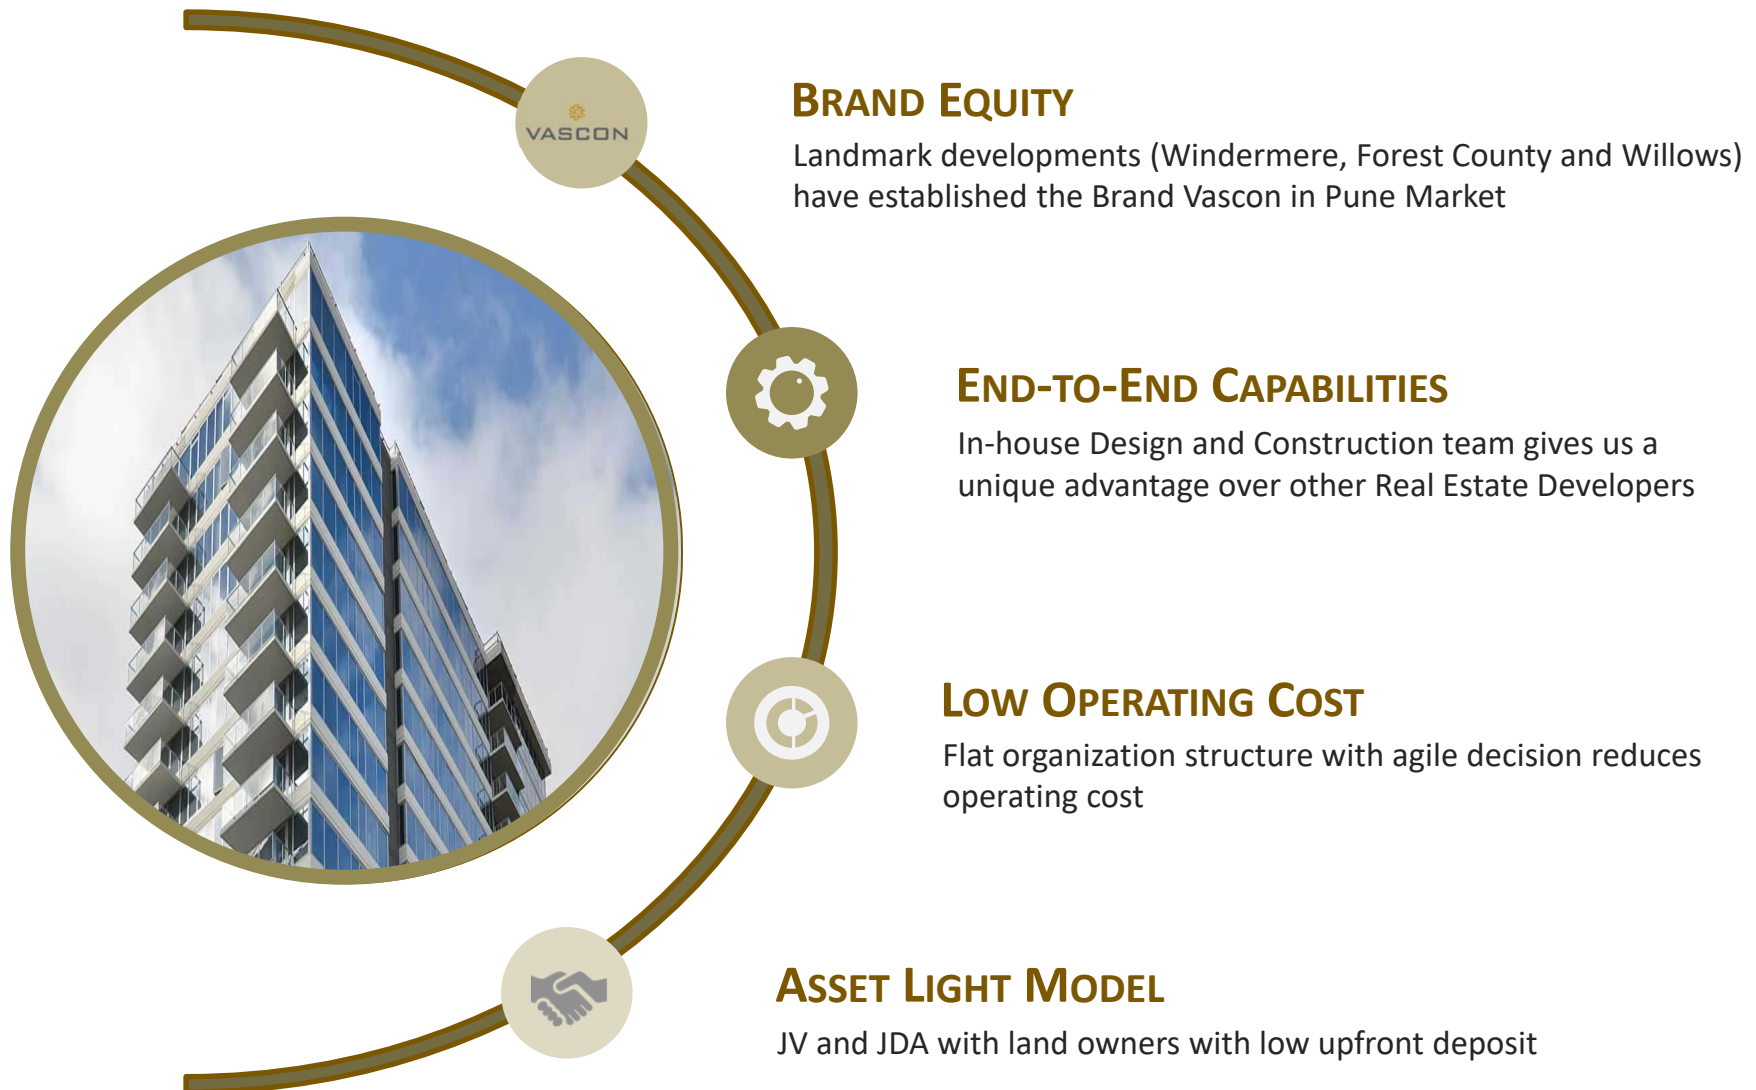 VASCON
BRAND EQUITY
Landmark developments (Windermere, Forest County and Willows)
have established the Brand Vascon in Pune Market
END-TO-END CAPABILITIES
In-house Design and Construction team gives us a
unique advantage over other Real Estate Developers
LOW OPERATING COST
Flat organization structure with agile decision reduces
operating cost
ASSET LIGHT MODEL
JV and JDA with land owners with low upfront deposit